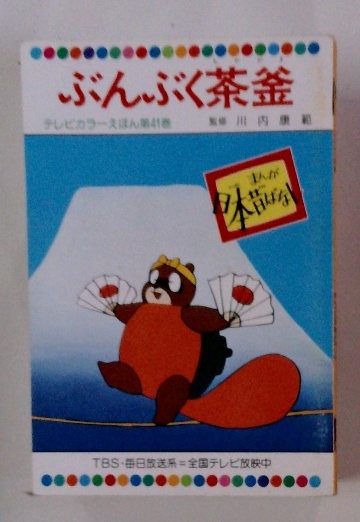 ぶんぶく茶釜
テレビカラーえほん第41巻
監修 川内康範
まんが
日本昔ばなし
TBS・毎日放送系=全国テレビ放映中